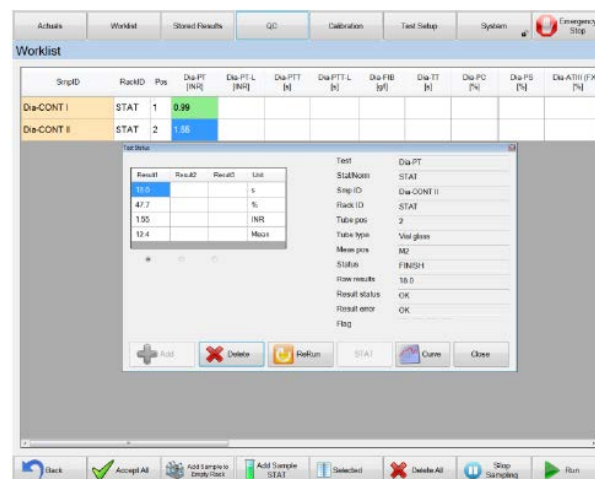 Actuals Worklist Stored Results QC Calibration Test Setup System Emergency Stop
Worklist
SmpID RackID Pos Dia-PT [INR] Dia-PT-L [INR] Dia-PTT [s] Dia-PTT-L [s] Dia-FIB [g/l] Dia-TT [s] Dia-PC [%] Dia-PS [%] Dia-ATIII (FX [%]
Dia-CONT I STAT 1 0.99
Dia-CONT II STAT 2 1.55
Test Status
Result1 Result2 Result3 Unit
18.0 s
47.7 %
1.55 INR
12.4 Mean
Test Dia-PT
Stat/Norm STAT
Smp ID Dia-CONT II
Rack ID STAT
Tube pos 2
Tube type Vial glass
Meas pos M2
Status FINISH
Raw results 18.0
Result status OK
Result error OK
Flag
Add Delete ReRun STAT Curve Close
Back Accept All Add Sample to Empty Rack Add Sample STAT Selected Delete All Stop Sampling Run